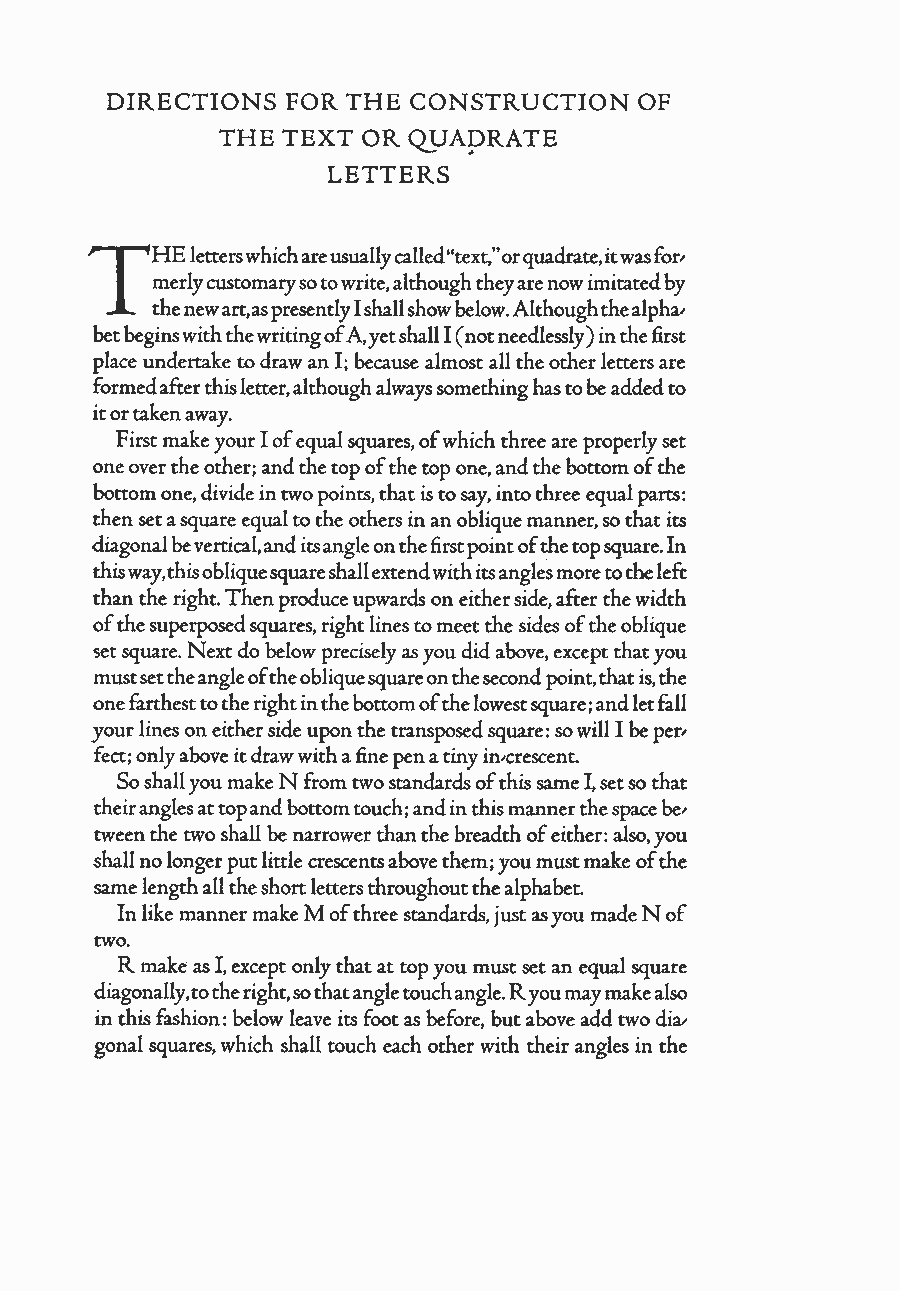 DIRECTIONS FOR THE CONSTRUCTION OF
THE TEXT OR QUADRATE
LETTERS
THE letters which are usually called "text," or quadrate, it was for-
merly customary so to write, although they are now imitated by
the new art, as presently I shall show below. Although the alpha-
bet begins with the writing of A, yet shall I (not needlessly) in the first
place undertake to draw an I; because almost all the other letters are
formed after this letter, although always something has to be added to
it or taken away.
First make your I of equal squares, of which three are properly set
one over the other; and the top of the top one, and the bottom of the
bottom one, divide in two points, that is to say, into three equal parts:
then set a square equal to the others in an oblique manner, so that its
diagonal be vertical, and its angle on the first point of the top square. In
this way, this oblique square shall extend with its angles more to the left
than the right. Then produce upwards on either side, after the width
of the superposed squares, right lines to meet the sides of the oblique
set square. Next do below precisely as you did above, except that you
must set the angle of the oblique square on the second point, that is, the
one farthest to the right in the bottom of the lowest square; and let fall
your lines on either side upon the transposed square: so will I be per-
fect; only above it draw with a fine pen a tiny in-crescent.
So shall you make N from two standards of this same I, set so that
their angles at top and bottom touch; and in this manner the space be-
tween the two shall be narrower than the breadth of either: also, you
shall no longer put little crescents above them; you must make of the
same length all the short letters throughout the alphabet.
In like manner make M of three standards, just as you made N of
two.
R make as I, except only that at top you must set an equal square
diagonally, to the right, so that angle touch angle. R you may make also
in this fashion: below leave its foot as before, but above add two dia-
gonal squares, which shall touch each other with their angles in the